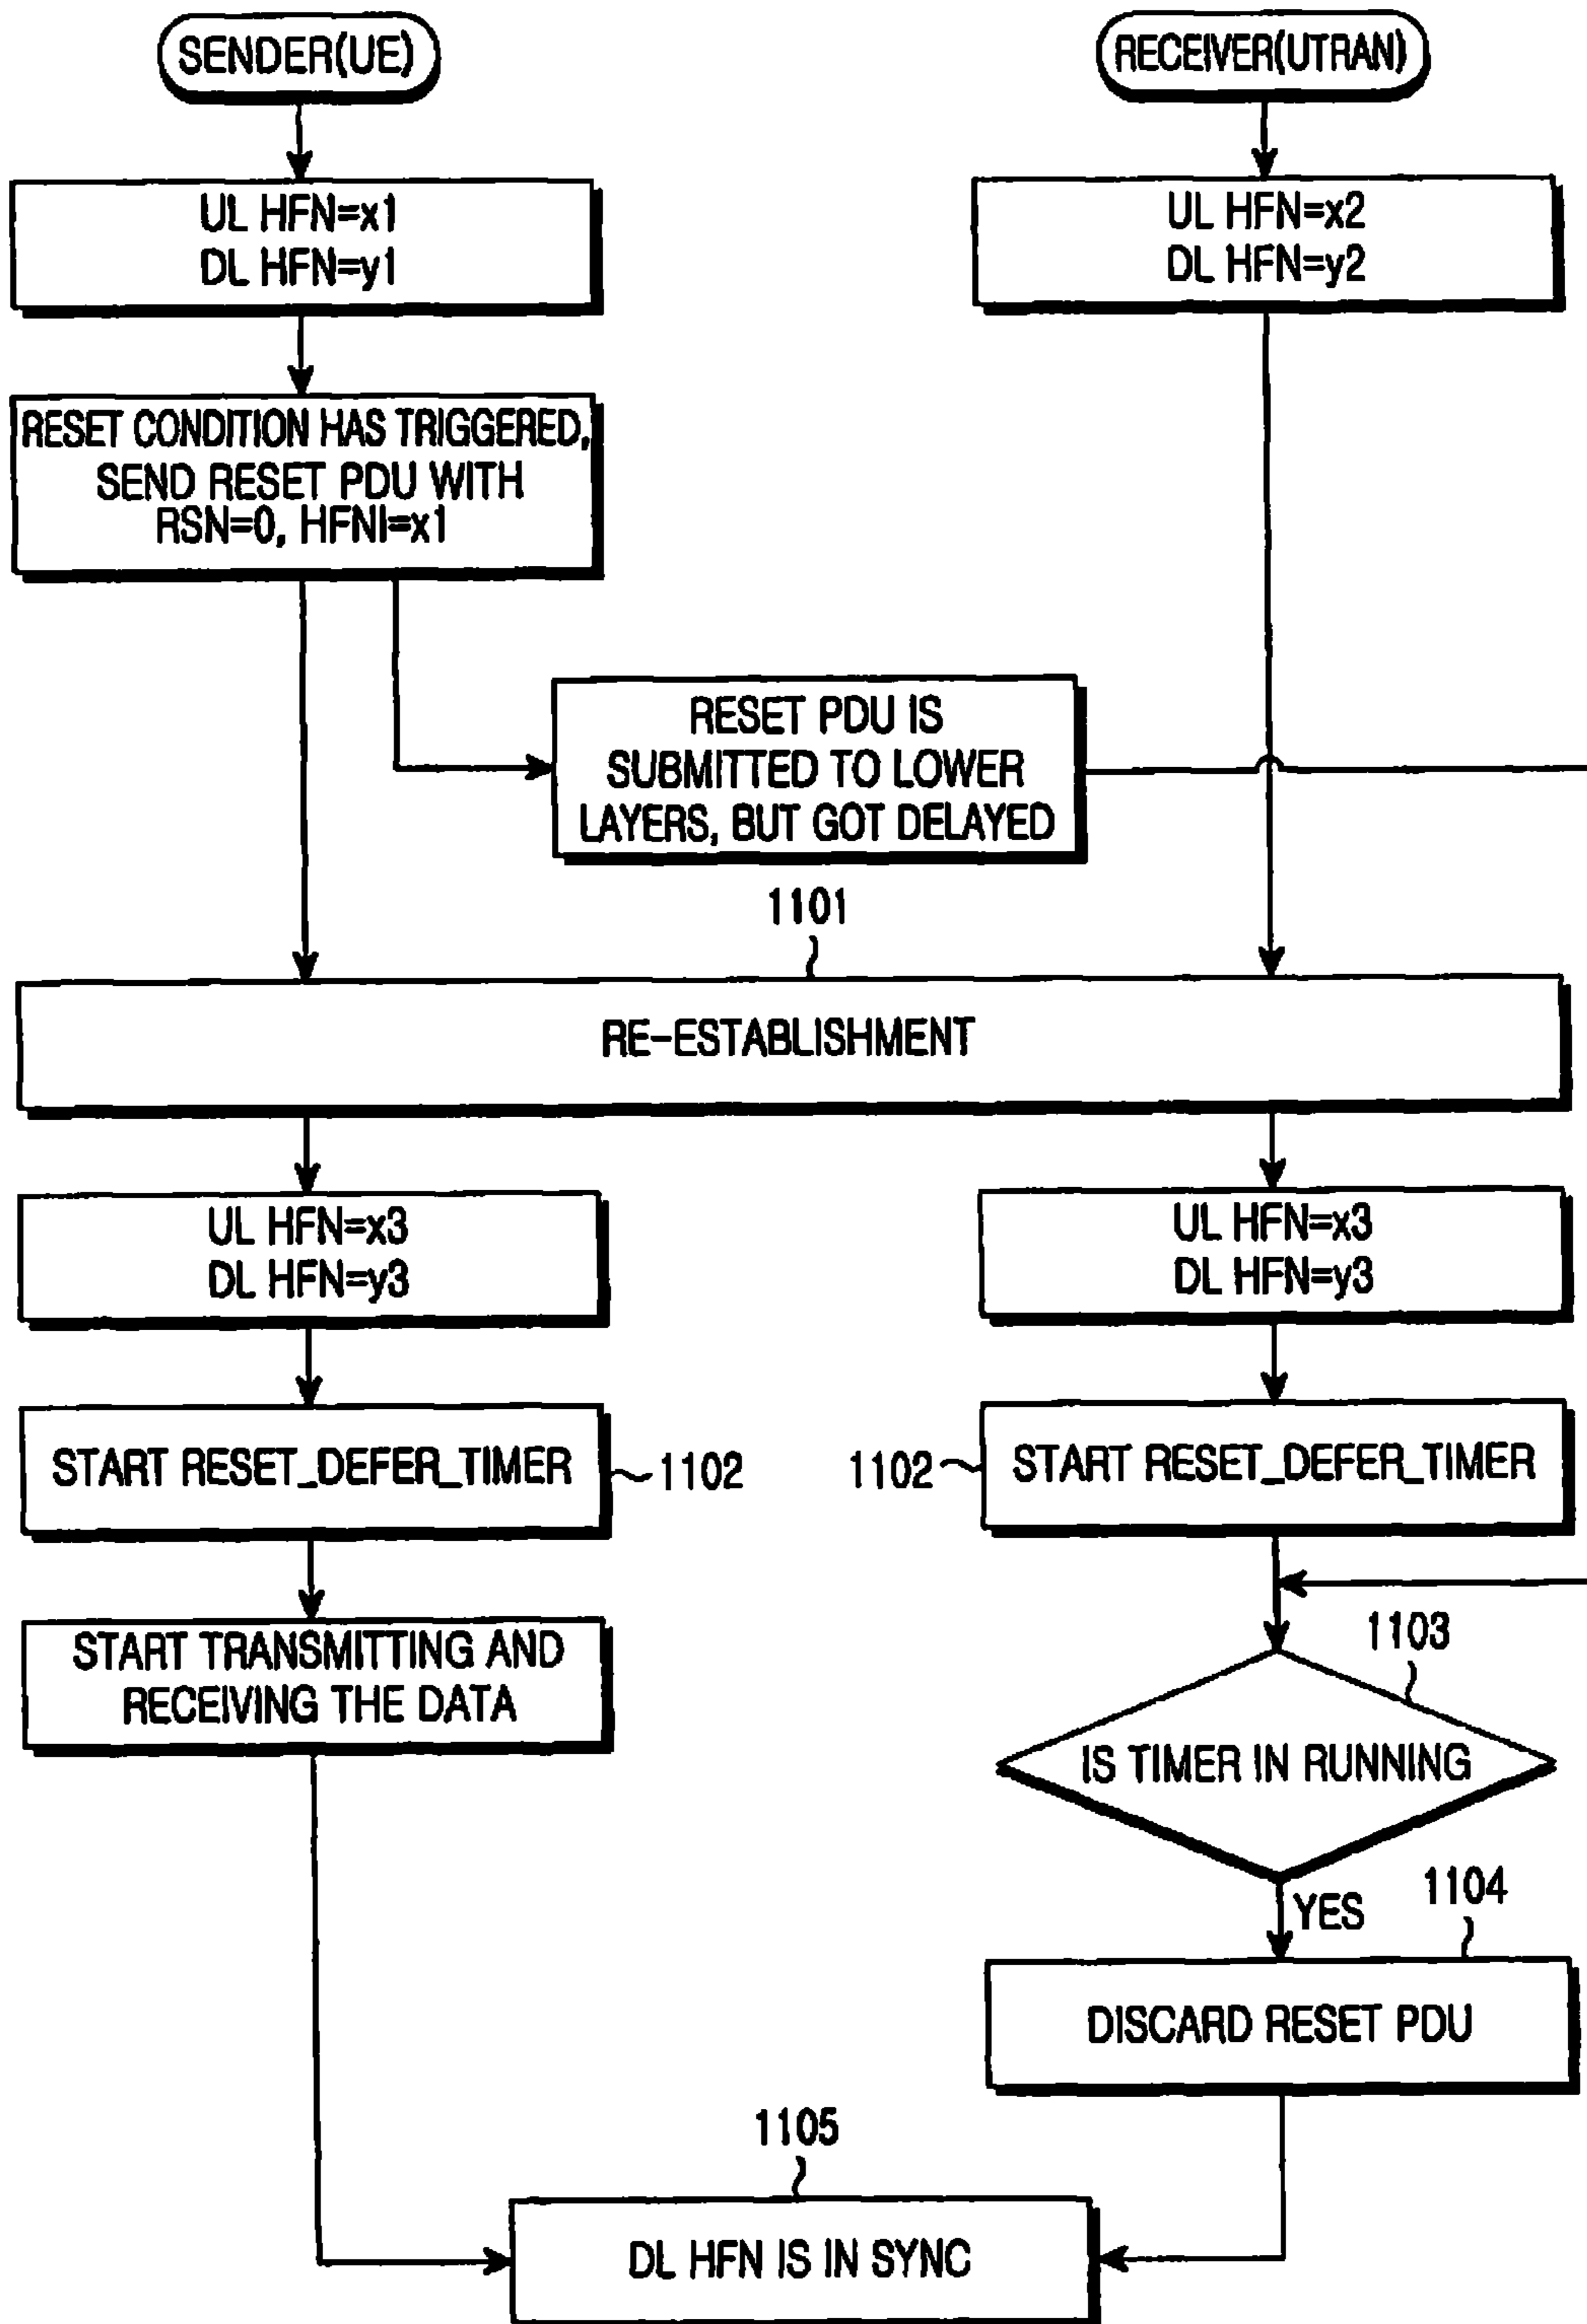 SENDER(UE)
RECEIVER(UTRAN)
UL HFN=x1
DL HFN=y1
UL HFN=x2
DL HFN=y2
RESET CONDITION HAS TRIGGERED,
SEND RESET PDU WITH
RSN=0, HFNI=x1
RESET PDU IS
SUBMITTED TO LOWER
LAYERS, BUT GOT DELAYED
1101
RE-ESTABLISHMENT
UL HFN=x3
DL HFN=y3
UL HFN=x3
DL HFN=y3
START RESET_DEFER_TIMER
1102
1102
START RESET_DEFER_TIMER
START TRANSMITTING AND
RECEIVING THE DATA
1103
IS TIMER IN RUNNING
YES
1104
DISCARD RESET PDU
1105
DL HFN IS IN SYNC